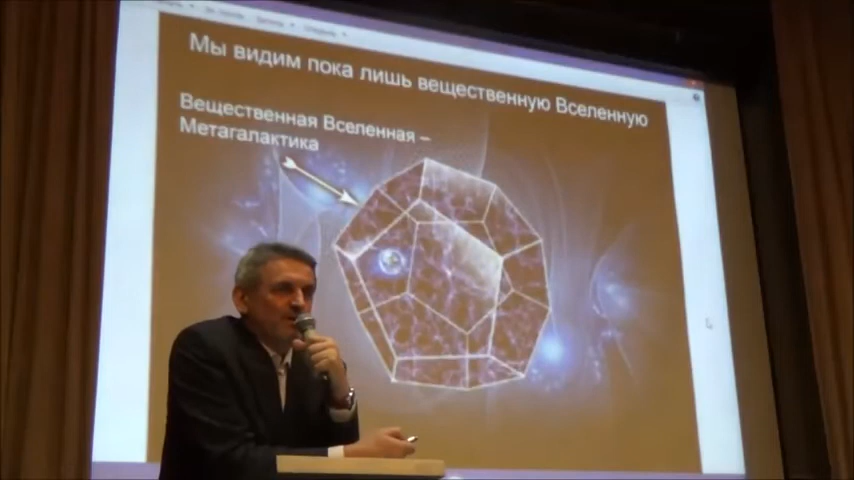 Мы видим пока лишь вещественную Вселенную
Вещественная Вселенная –
Метагалактика